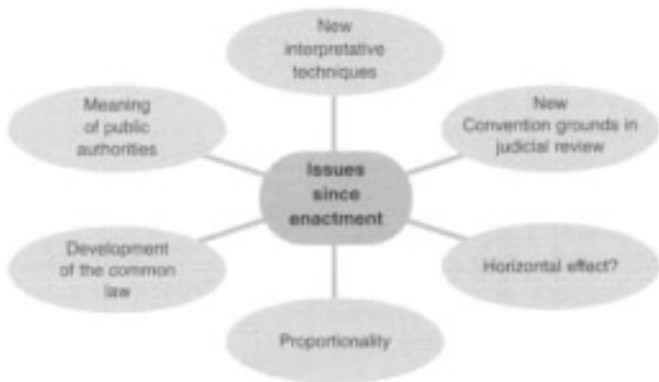 New
interpretative
techniques
Meaning
of public
authorities
New
Convention grounds in
judicial review
Issues
since
enactment
Development
of the common
law
Horizontal effect?
Proportionality